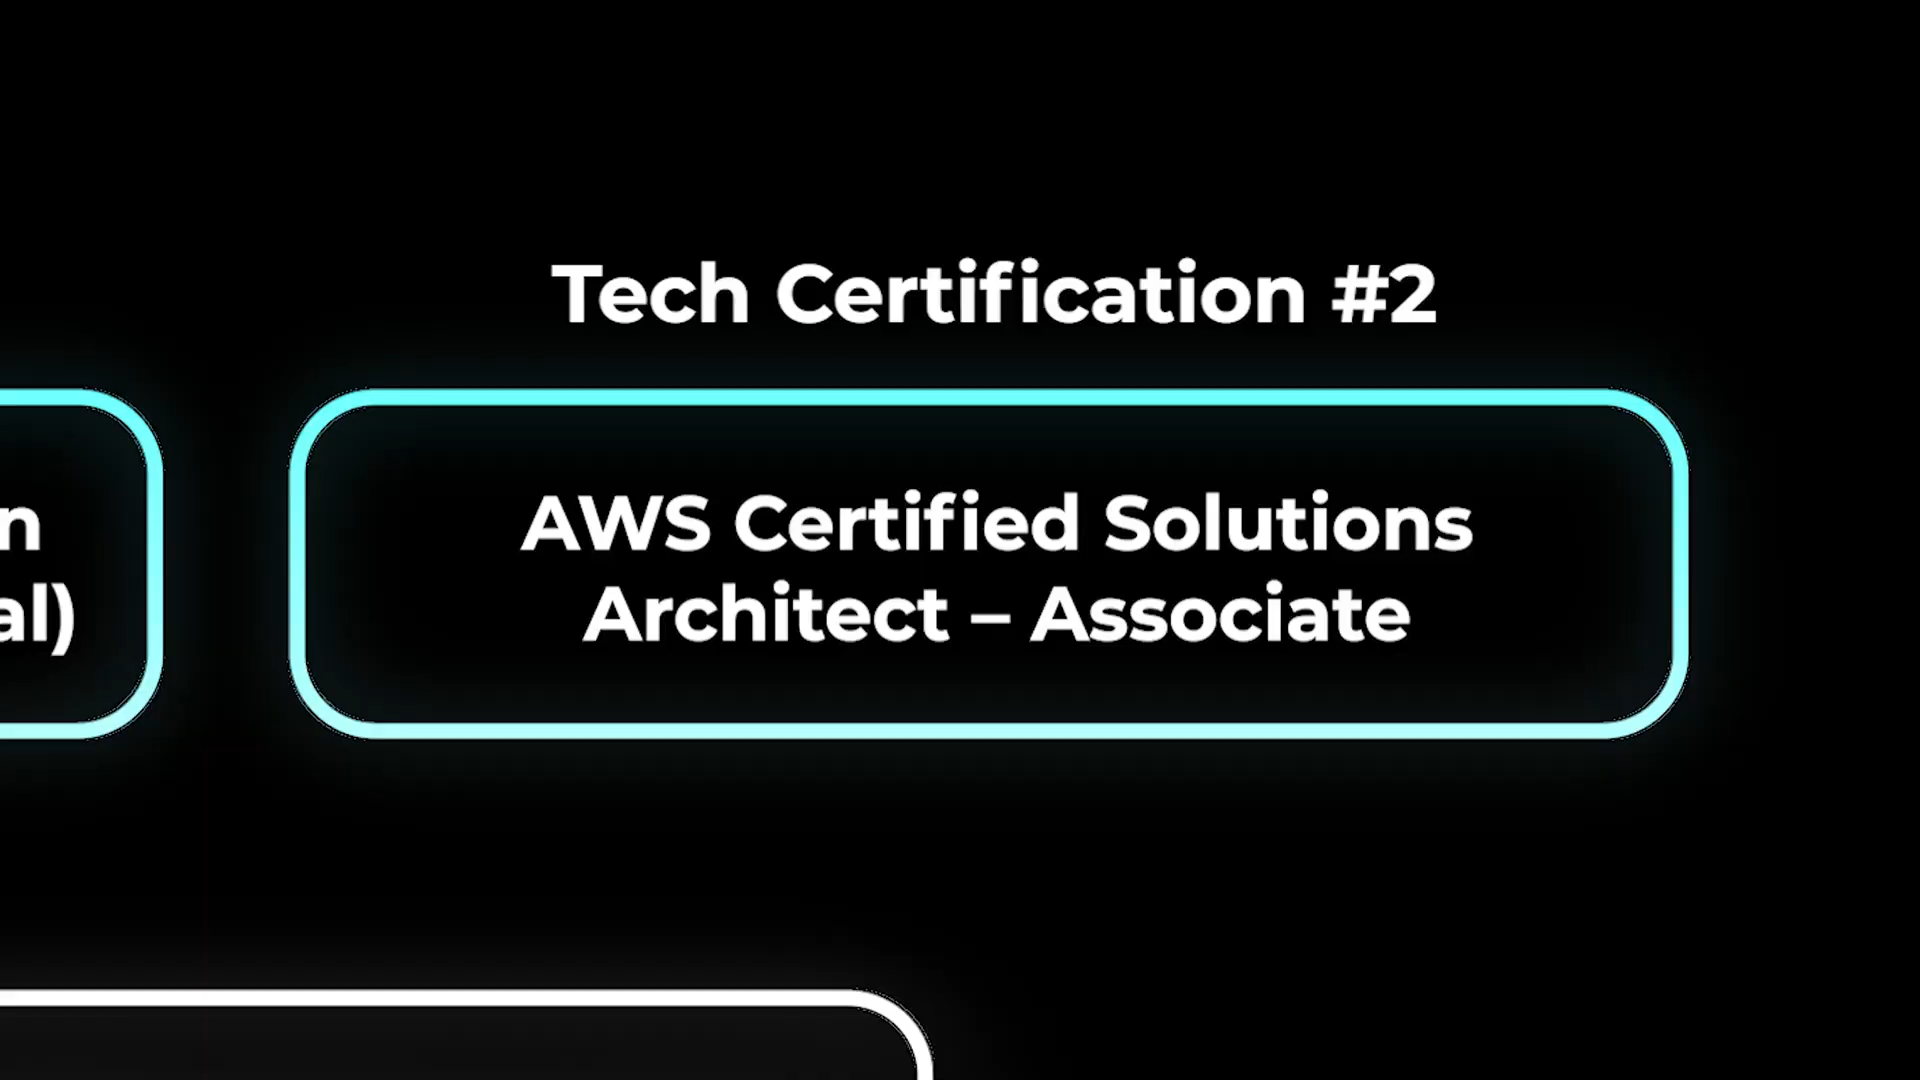 Tech Certification #2
AWS Certified Solutions
Architect – Associate